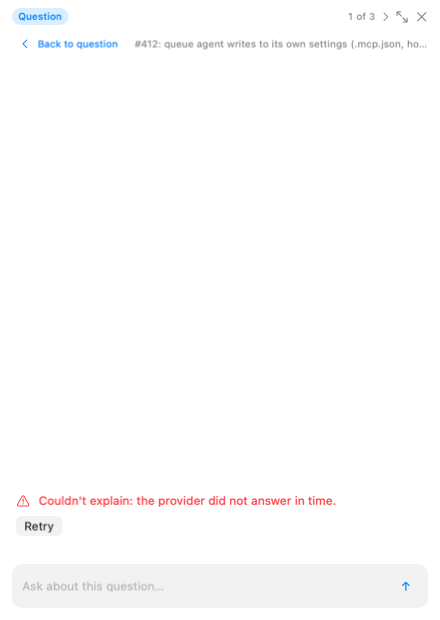 Question
1 of 3
Back to question
#412: queue agent writes to its own settings (.mcp.json, ho...
Couldn't explain: the provider did not answer in time.
Retry
Ask about this question...